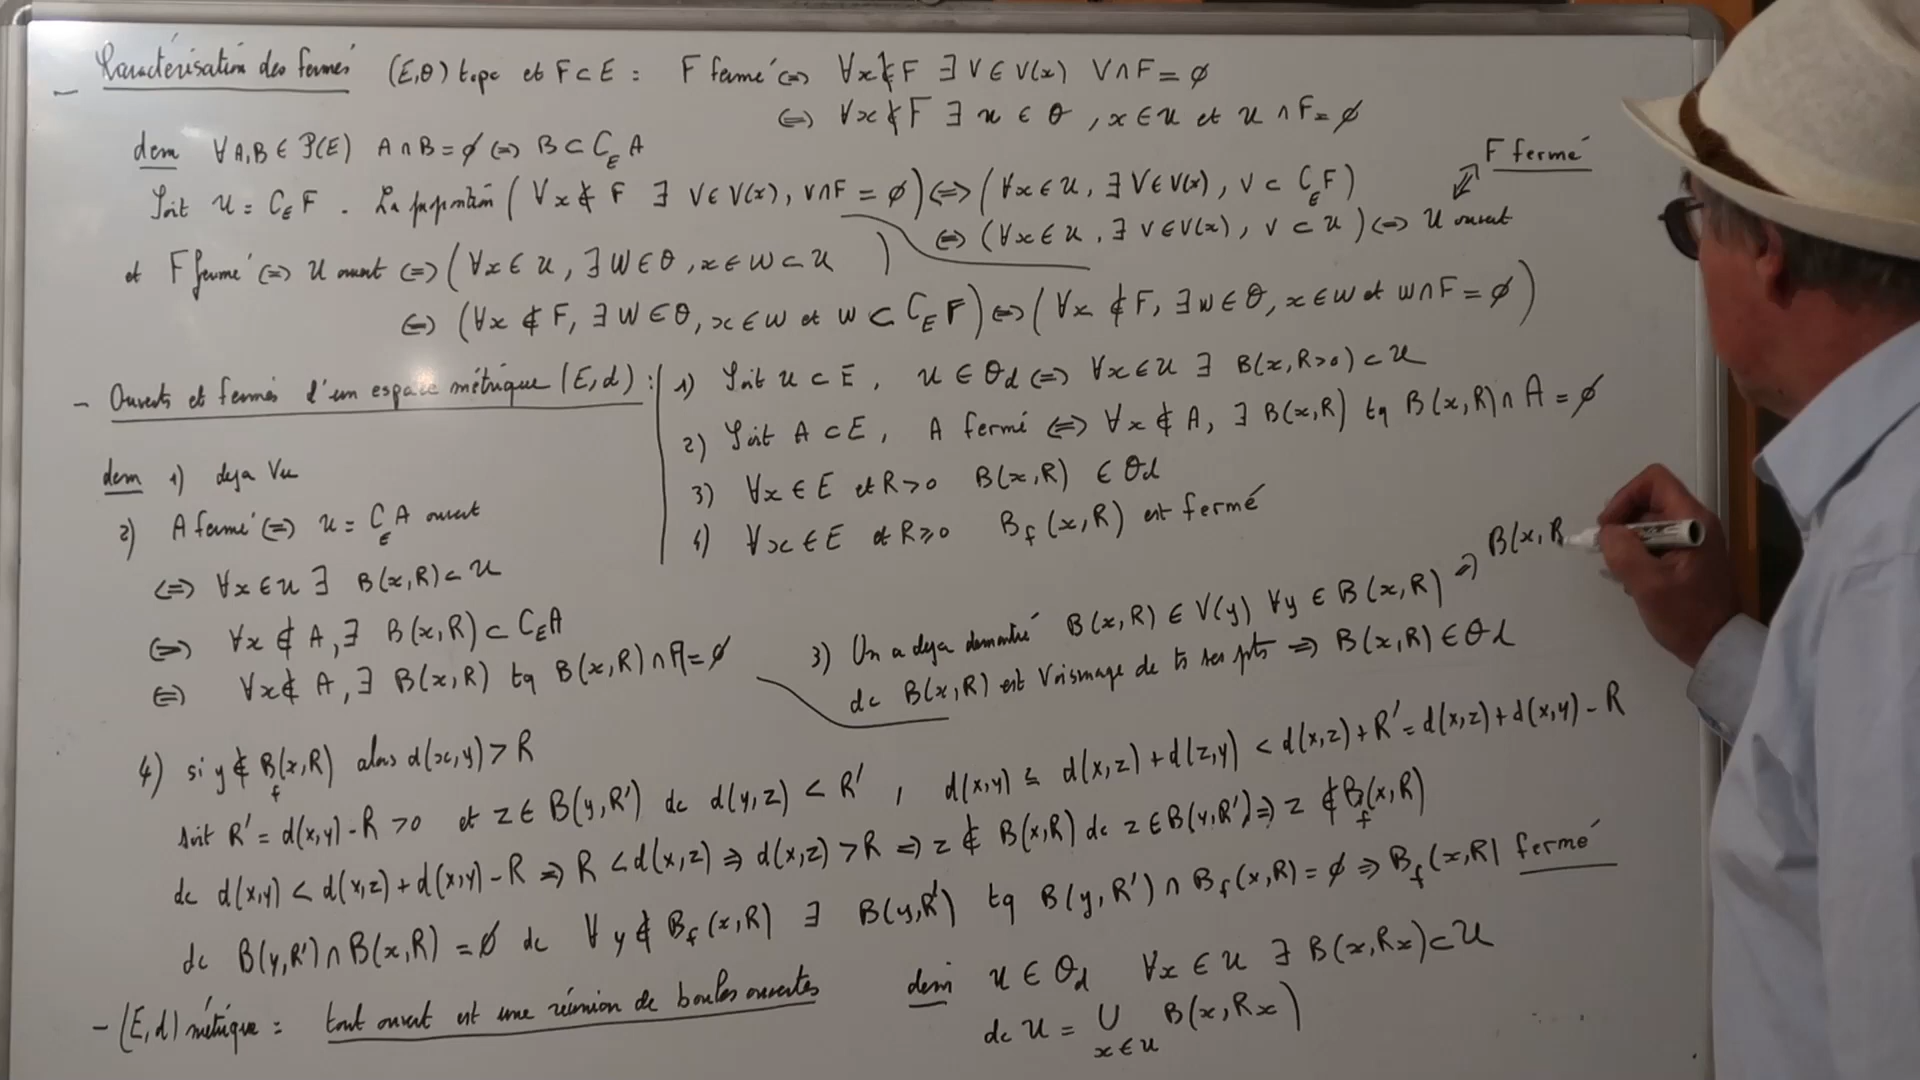 - Caractérisation des fermés (E,θ) topo et F⊂E : F fermé ⇔ ∀x∉F ∃ V∈V(x) V∩F=∅
⇔ ∀x∉F ∃ u ∈ θ , x∈u et u ∩F=∅
dem ∀A,B∈P(E) A∩B=∅ ⇔ B⊂C_E A
F fermé
Soit u = C_E F . La proposition (∀x∉F ∃ V∈V(x), V∩F=∅) ⇔ (∀x∈u, ∃V∈V(x), V⊂C_E F)
⇔ (∀x∈u, ∃V∈V(x), V⊂u) ⇔ u ouvert
et F fermé ⇔ u ouvert ⇔ (∀x∈u, ∃W∈θ, x∈W⊂u )
⇔ (∀x∉F, ∃W∈θ, x∈W et W⊂C_E F) ⇔ (∀x∉F, ∃W∈θ, x∈W et W∩F=∅)
- Ouverts et fermés d'un espace métrique (E,d) :
1) Soit u⊂E, u∈θd ⇔ ∀x∈u ∃ B(x,R>0)⊂u
2) Soit A⊂E, A fermé ⇔ ∀x∉A, ∃ B(x,R) tq B(x,R)∩A=∅
3) ∀x∈E et R>0 B(x,R) ∈θd
4) ∀x∈E et R⩾0 B_f(x,R) est fermé
dem 1) deja Vu
2) A fermé ⇔ u = C_E A ouvert
⇔ ∀x∈u ∃ B(x,R)⊂u
⇔ ∀x∉A, ∃ B(x,R)⊂C_E A
⇔ ∀x∉A, ∃ B(x,R) tq B(x,R)∩A=∅
3) On a deja demontré B(x,R)∈V(y) ∀y∈B(x,R) ⇒ B(x,R
dc B(x,R) est Voisinage de ts ses pts ⇒ B(x,R)∈θd
4) si y∉B_f(x,R) alors d(x,y)>R
soit R'=d(x,y)-R>0 et z∈B(y,R') dc d(y,z)<R' , d(x,y)⩽d(x,z)+d(z,y)<d(x,z)+R'=d(x,z)+d(x,y)-R
dc d(x,y)<d(x,z)+d(x,y)-R ⇒ R<d(x,z) ⇒ d(x,z)>R ⇒ z∉B(x,R) dc z∈B(y,R') ⇒ z∉B_f(x,R)
dc B(y,R')∩B(x,R)=∅ dc ∀y∉B_f(x,R) ∃ B(y,R') tq B(y,R')∩B_f(x,R)=∅ ⇒ B_f(x,R) fermé
- (E,d) métrique : tout ouvert est une réunion de boules ouvertes
dem u∈θd ∀x∈u ∃ B(x,Rx)⊂u
dc u = ∪_{x∈u} B(x,Rx)